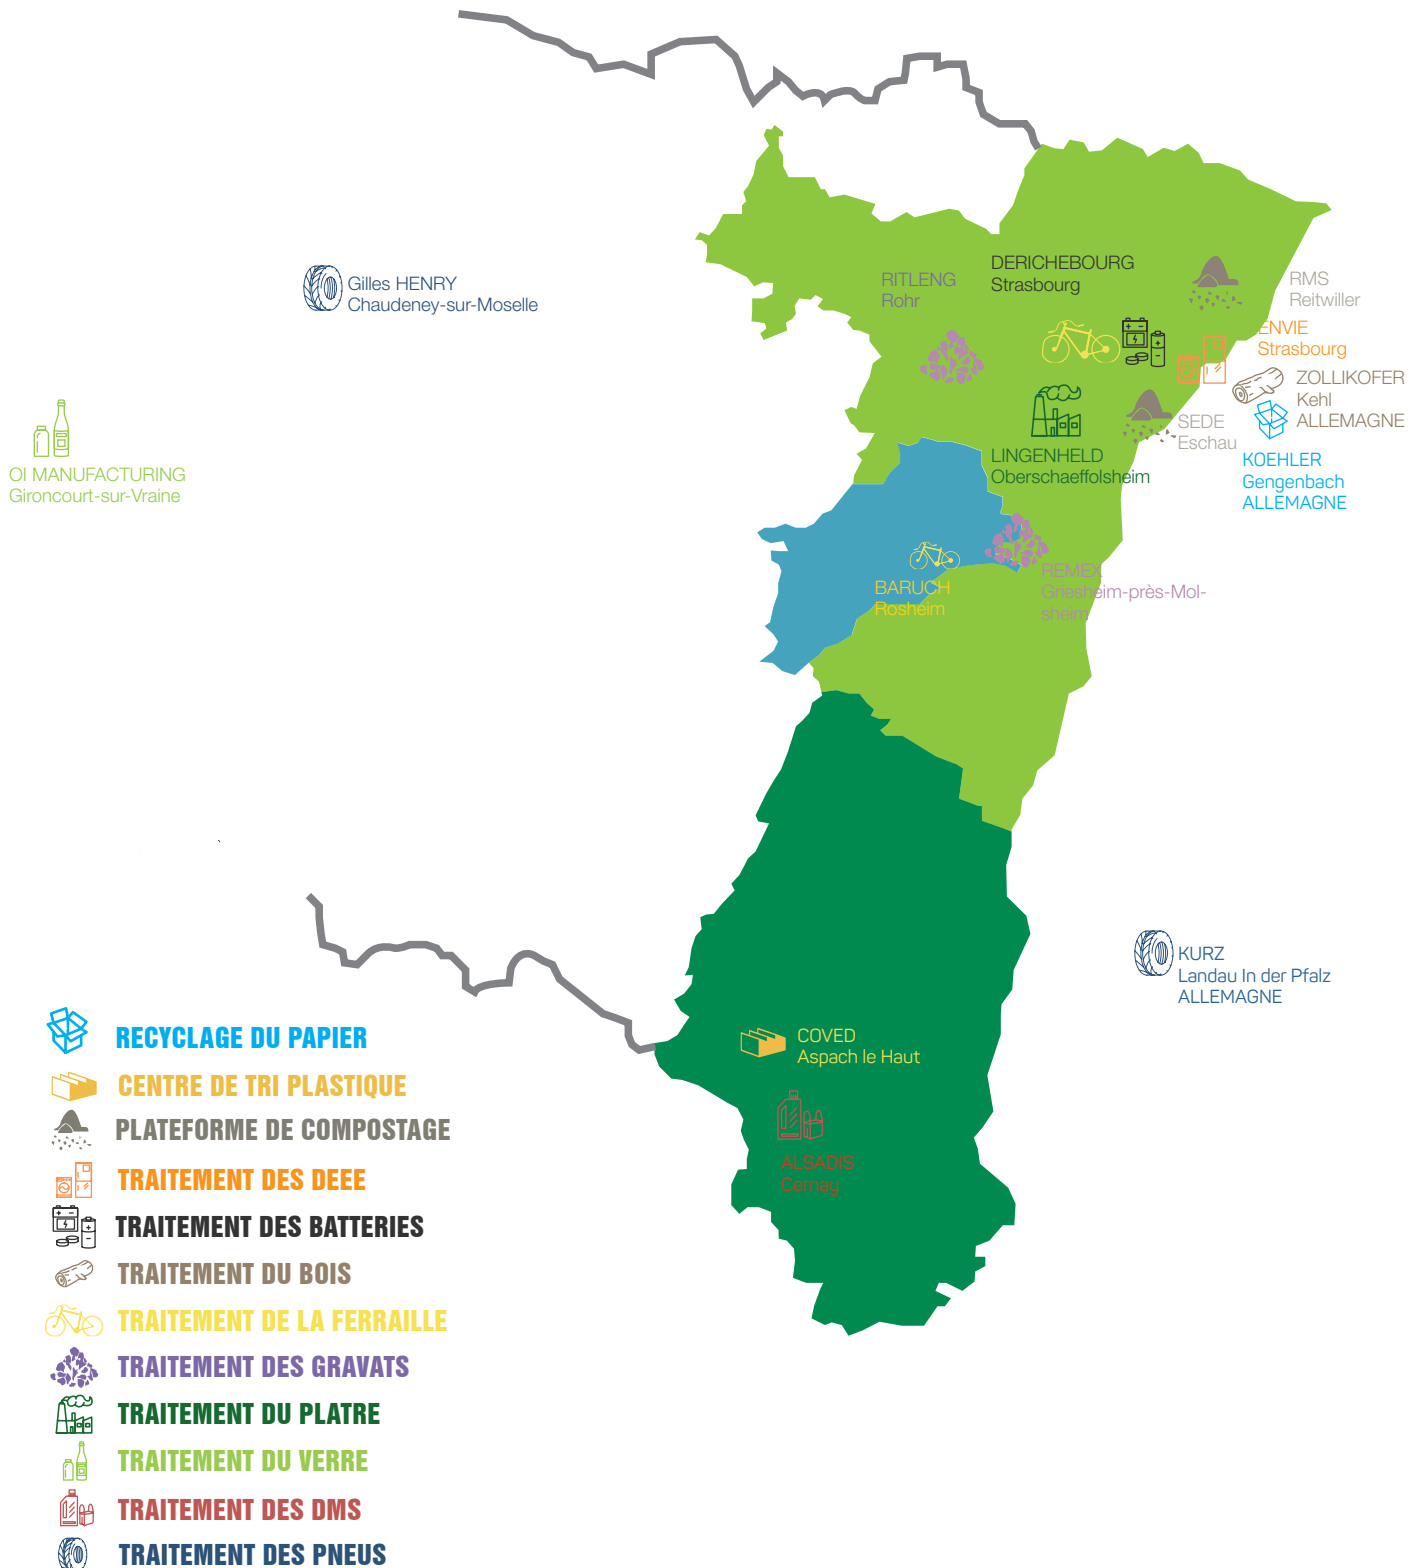 DERICHEBOURG
Strasbourg
RITLENG
Rohr
RMS
Reitwiller
Gilles HENRY
Chaudeney-sur-Moselle
ENVIE
Strasbourg
ZOLLIKOFER
Kehl
ALLEMAGNE
SEDE
Eschau
LINGENHELD
Oberschaeffolsheim
KOEHLER
Gengenbach
ALLEMAGNE
OI MANUFACTURING
Gironcourt-sur-Vraine
REMEX
Griesheim-près-Mol-
sheim
BARUCH
Rosheim
KURZ
Landau In der Pfalz
ALLEMAGNE
COVED
Aspach le Haut
ALSADIS
Cernay
RECYCLAGE DU PAPIER
CENTRE DE TRI PLASTIQUE
PLATEFORME DE COMPOSTAGE
TRAITEMENT DES DEEE
TRAITEMENT DES BATTERIES
TRAITEMENT DU BOIS
TRAITEMENT DE LA FERRAILLE
TRAITEMENT DES GRAVATS
TRAITEMENT DU PLATRE
TRAITEMENT DU VERRE
TRAITEMENT DES DMS
TRAITEMENT DES PNEUS